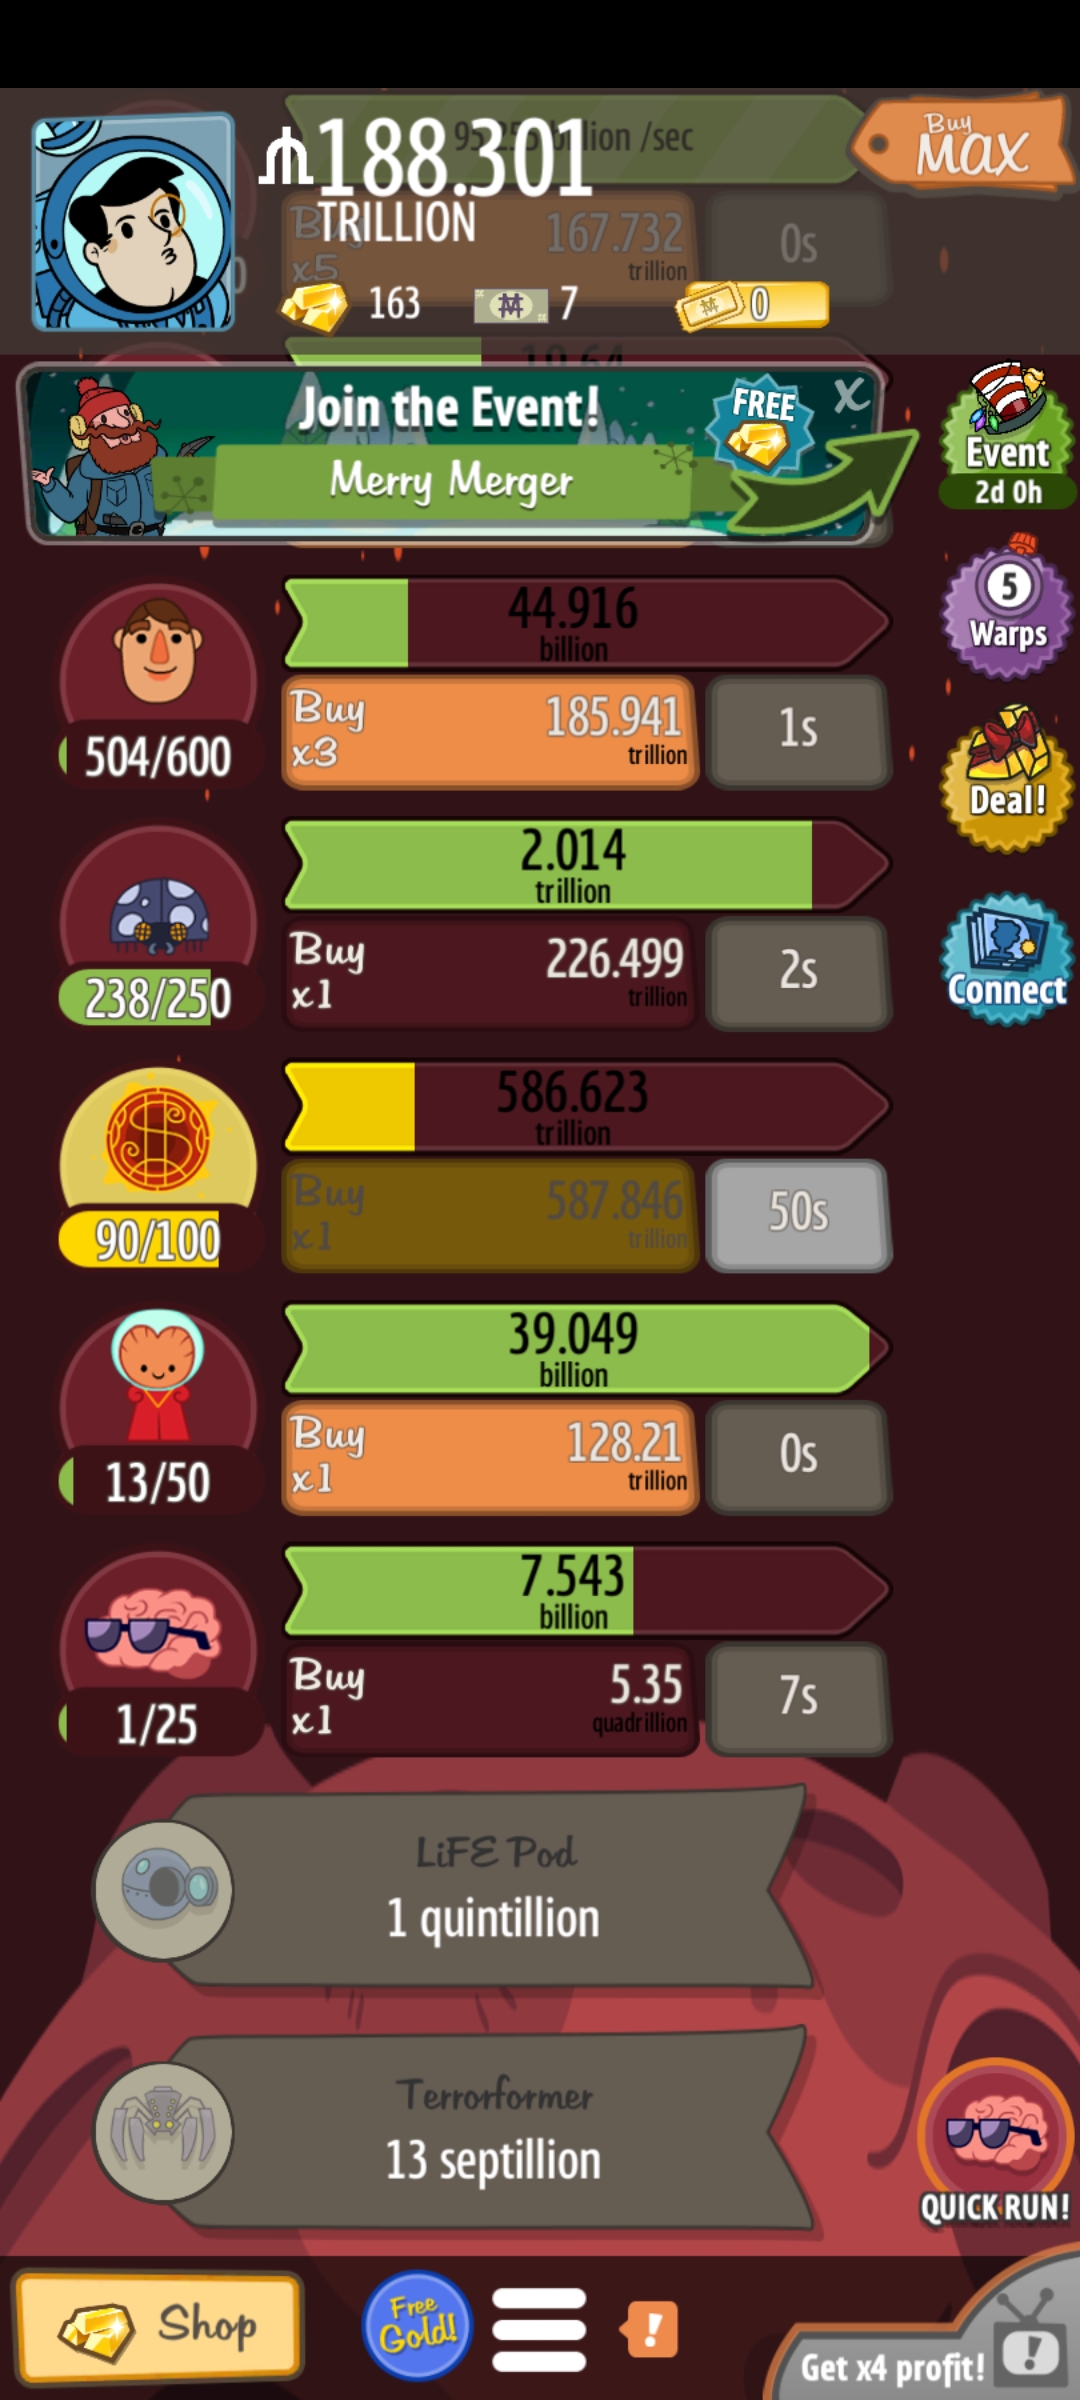 95.255 billion /sec
Buy
MAX
188.301
TRILLION
Buy
x5
167.732
trillion
0s
163
7
0
19.64
Join the Event!
FREE
X
Merry Merger
Event
2d 0h
44.916
billion
5
Warps
Buy
x3
185.941
trillion
1s
504/600
Deal!
2.014
trillion
Buy
x1
226.499
trillion
2s
238/250
Connect
586.623
trillion
Buy
x1
587.846
trillion
50s
90/100
39.049
billion
Buy
x1
128.21
trillion
0s
13/50
7.543
billion
Buy
x1
5.35
quadrillion
7s
1/25
LiFE Pod
1 quintillion
Terrorformer
13 septillion
QUICK RUN!
Shop
Free
Gold!
!
!
Get x4 profit!